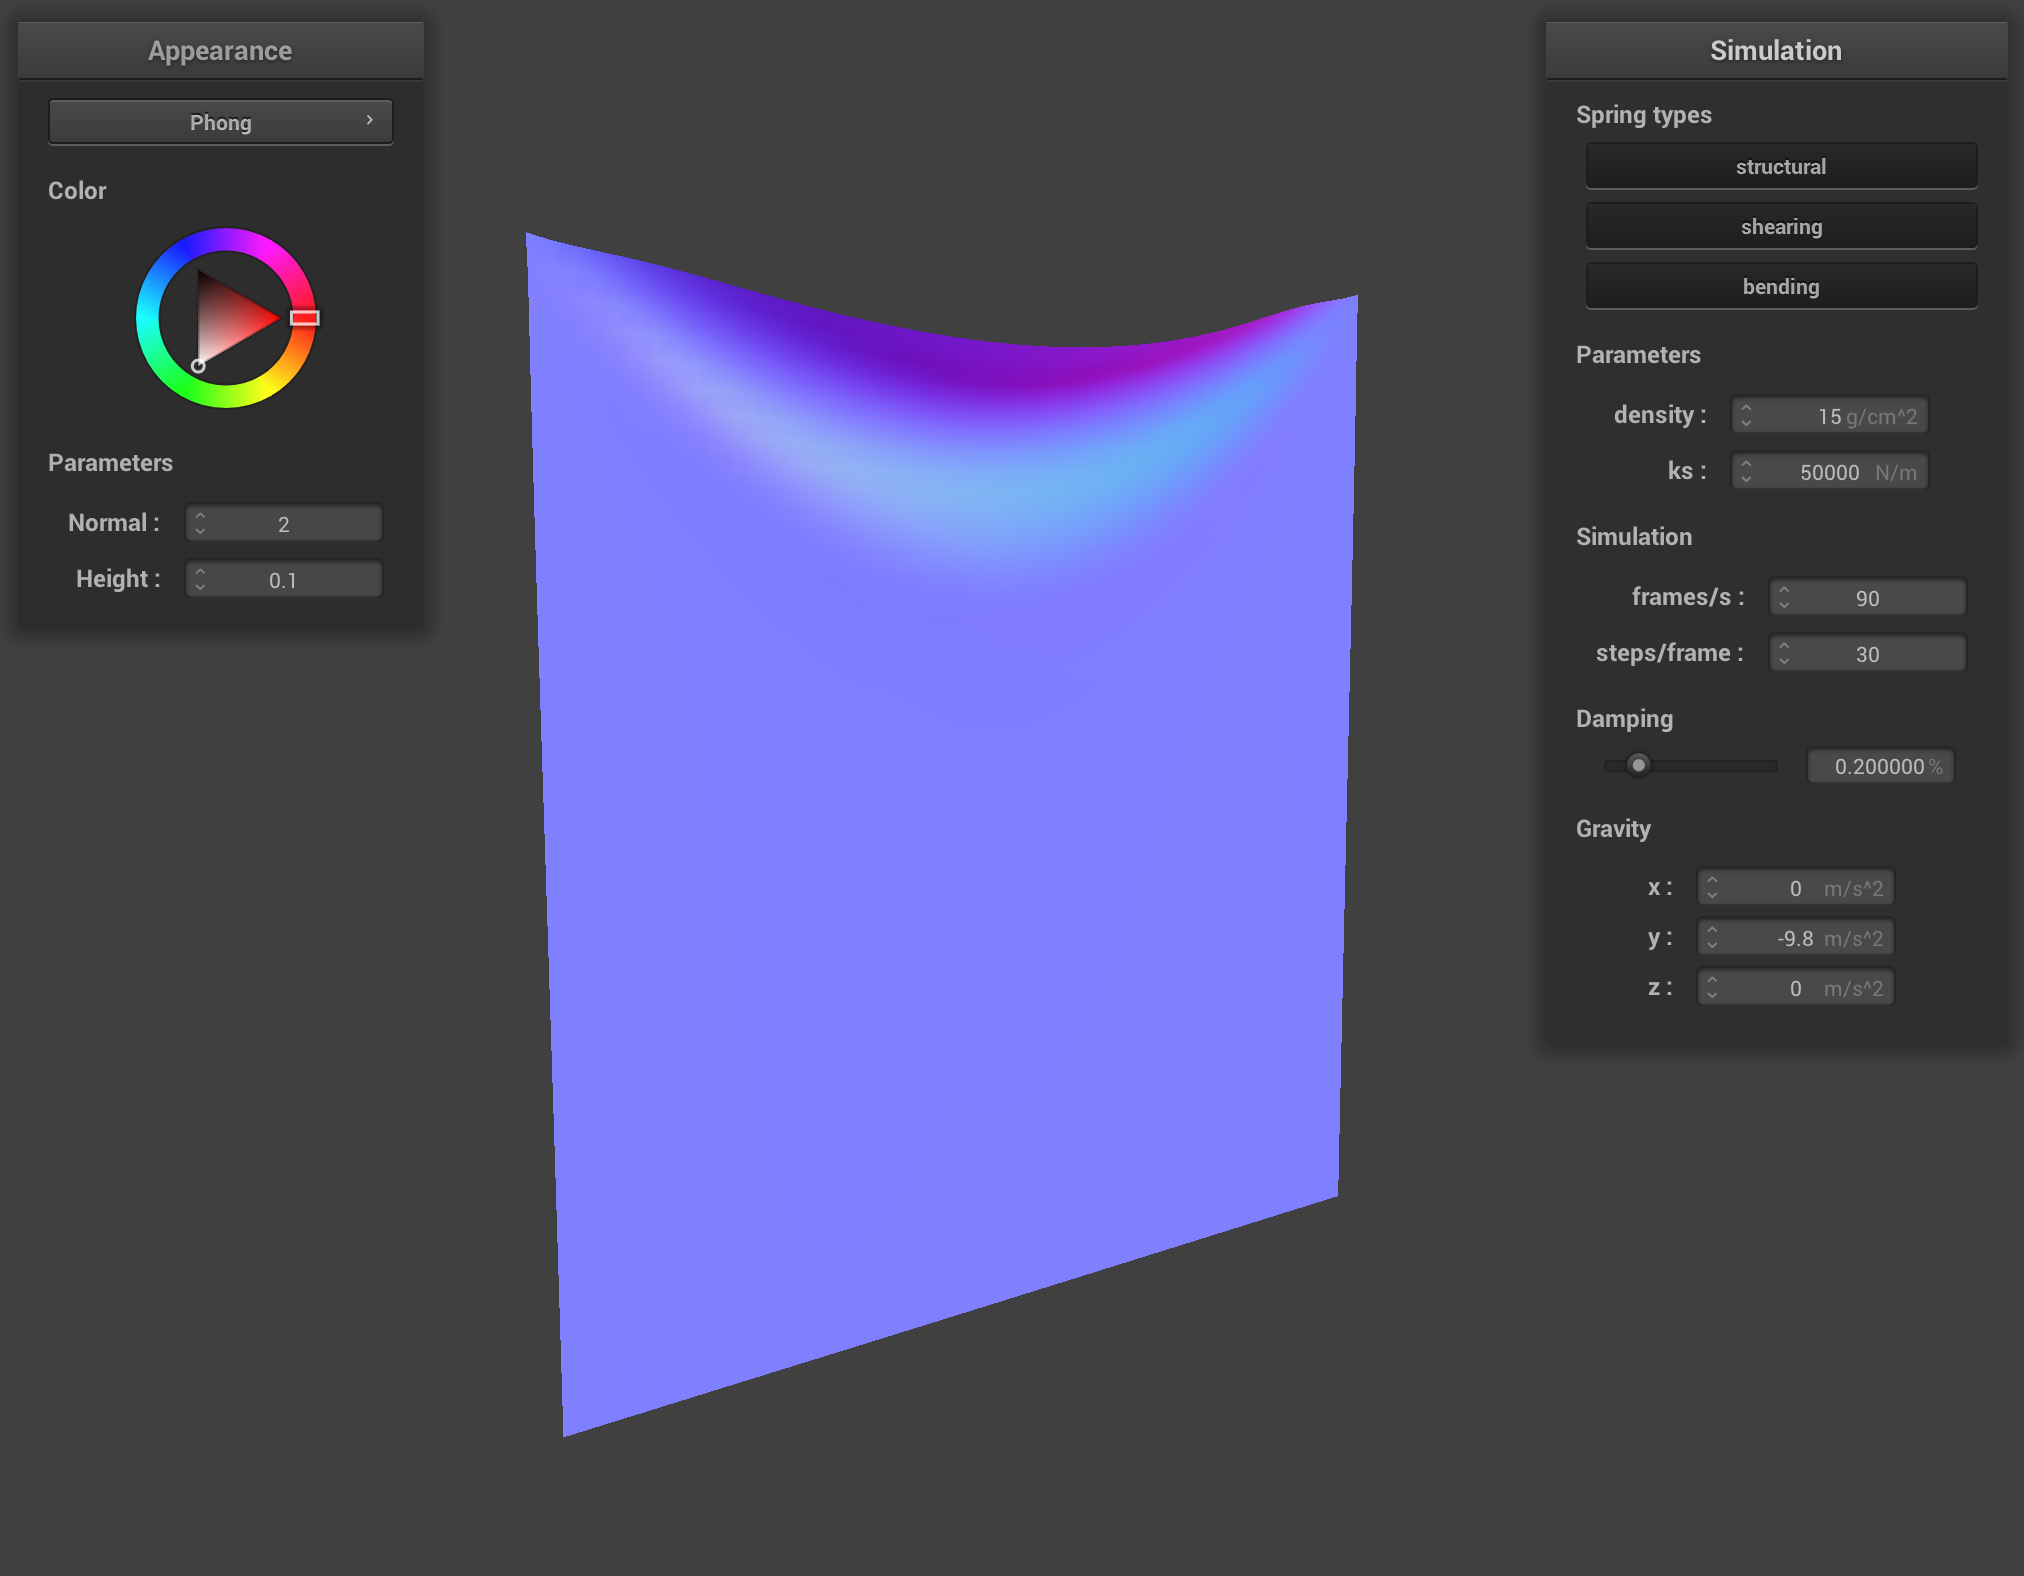 Appearance
Phong
Color
Parameters
Normal : 2
Height : 0.1
Simulation
Spring types
structural
shearing
bending
Parameters
density : 15 g/cm^2
ks : 50000 N/m
Simulation
frames/s : 90
steps/frame : 30
Damping
0.200000 %
Gravity
x : 0 m/s^2
y : -9.8 m/s^2
z : 0 m/s^2